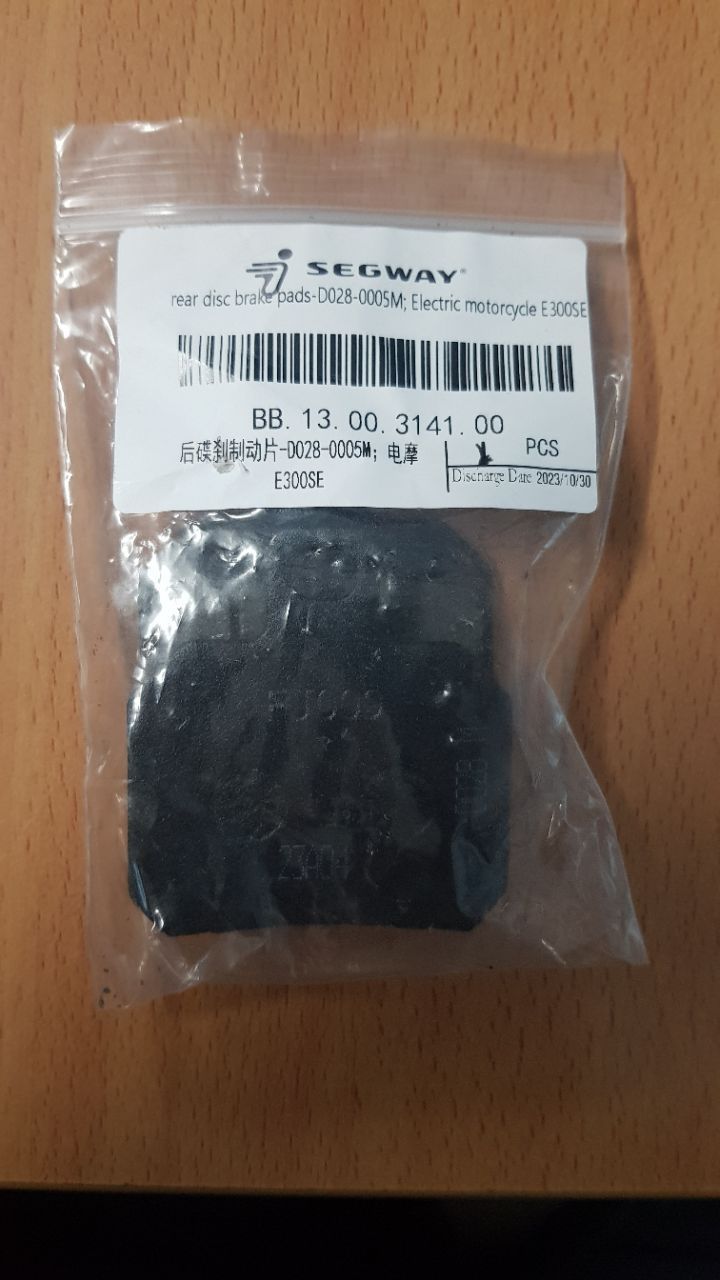 SEGWAY®
rear disc brake pads-D028-0005M; Electric motorcycle E300SE
BB. 13. 00. 3141. 00
后碟刹制动片-D028-0005M; 电摩
E300SE
1 PCS
Discharge Date 2023/10/30